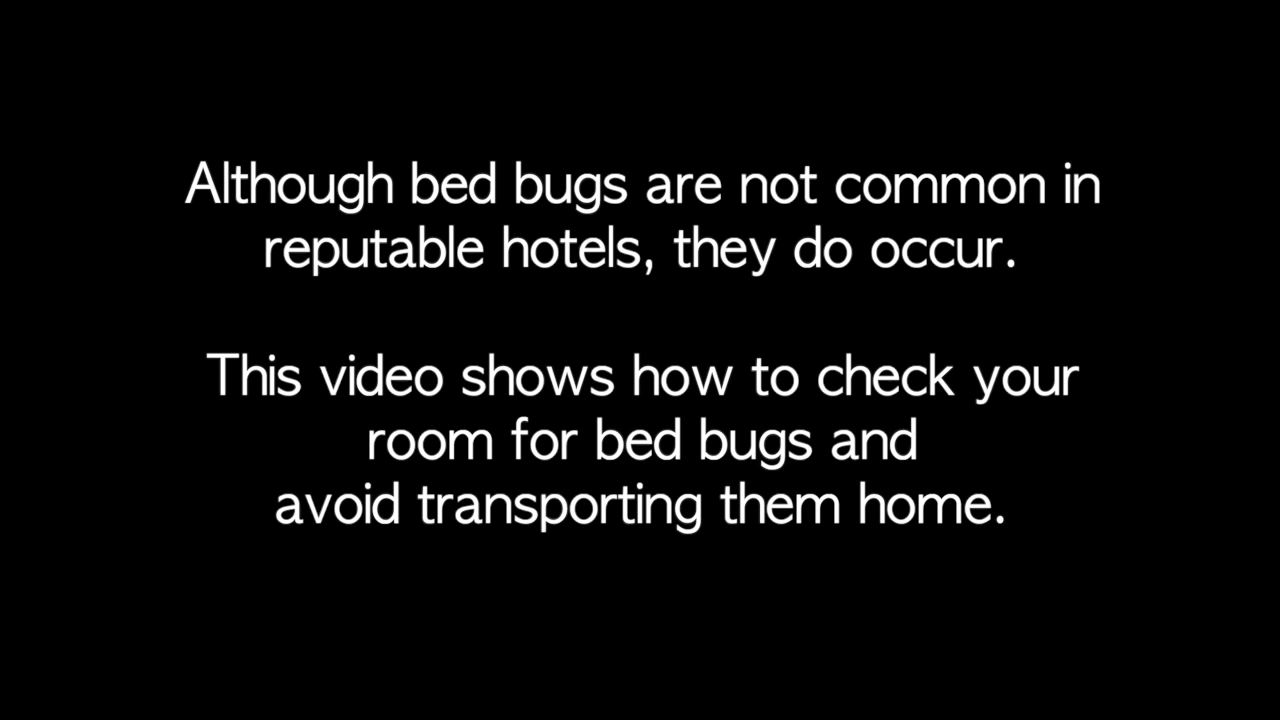 Although bed bugs are not common in
reputable hotels, they do occur.
This video shows how to check your
room for bed bugs and
avoid transporting them home.